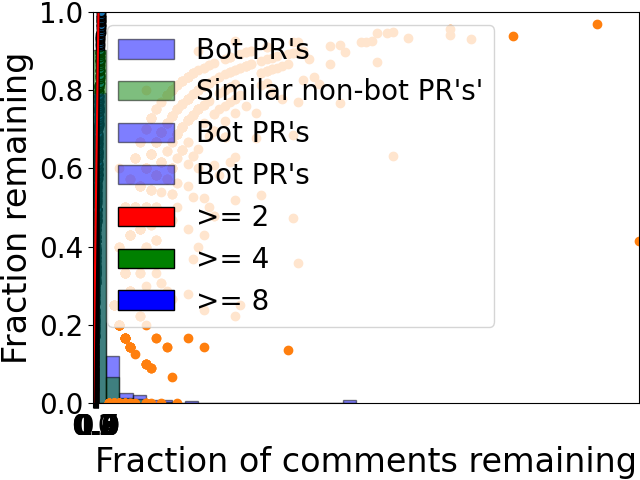 1.0
0.8
0.6
0.4
0.2
0.0
Fraction remaining
Bot PR's
Similar non-bot PR's'
Bot PR's
Bot PR's
>= 2
>= 4
>= 8
Fraction of comments remaining